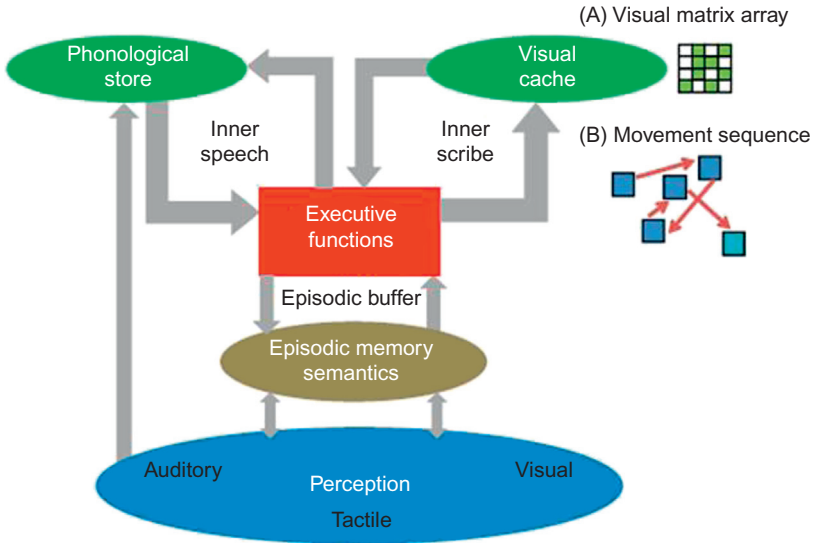 (A) Visual matrix array
Phonological
store
Visual
cache
Inner
speech
Inner
scribe
(B) Movement sequence
Executive
functions
Episodic buffer
Episodic memory
semantics
Auditory
Visual
Perception
Tactile